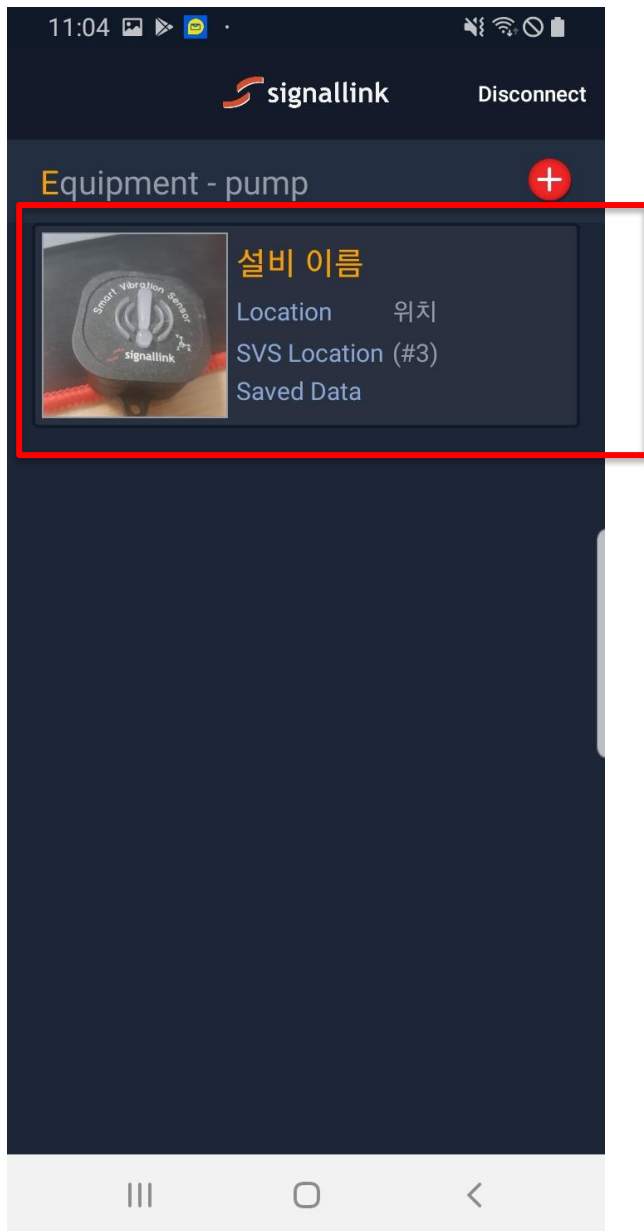 11:04
signallink
Disconnect
Equipment - pump
설비 이름
Location 위치
SVS Location (#3)
Saved Data
Smart Vibration Sensor
signallink